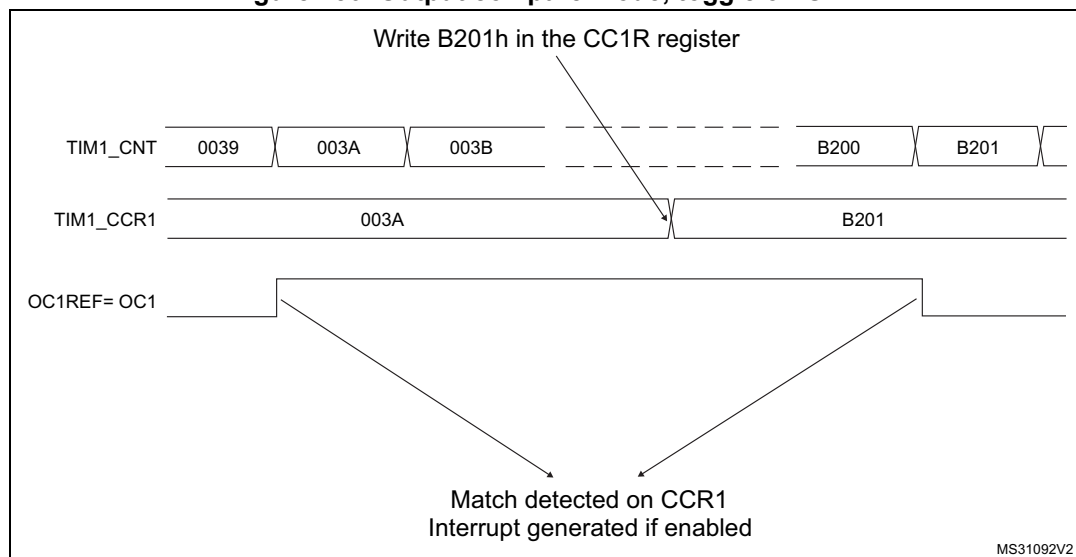 Write B201h in the CC1R register
TIM1_CNT 0039 003A 003B B200 B201
TIM1_CCR1 003A B201
OC1REF= OC1
Match detected on CCR1
Interrupt generated if enabled
MS31092V2